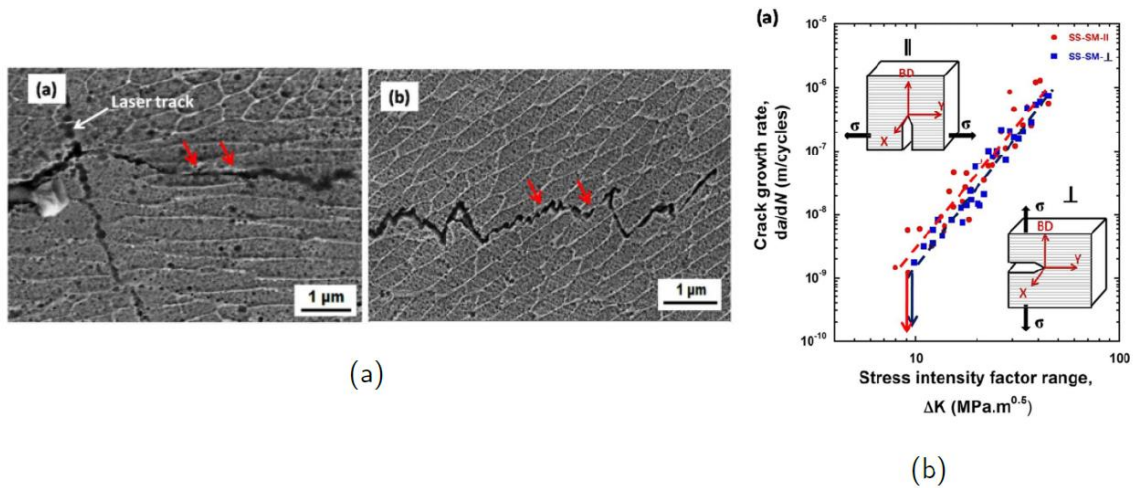 (a)
Laser track
1 μm
(b)
1 μm
(a)
(a)
10⁻⁵
10⁻⁶
10⁻⁷
10⁻⁸
10⁻⁹
10⁻¹⁰
Crack growth rate,
da/dN (m/cycles)
SS-SM-||
SS-SM-⊥
||
BD
Y
X
σ
σ
⊥
σ
BD
Y
X
σ
10
100
Stress intensity factor range,
ΔK (MPa.m⁰·⁵)
(b)